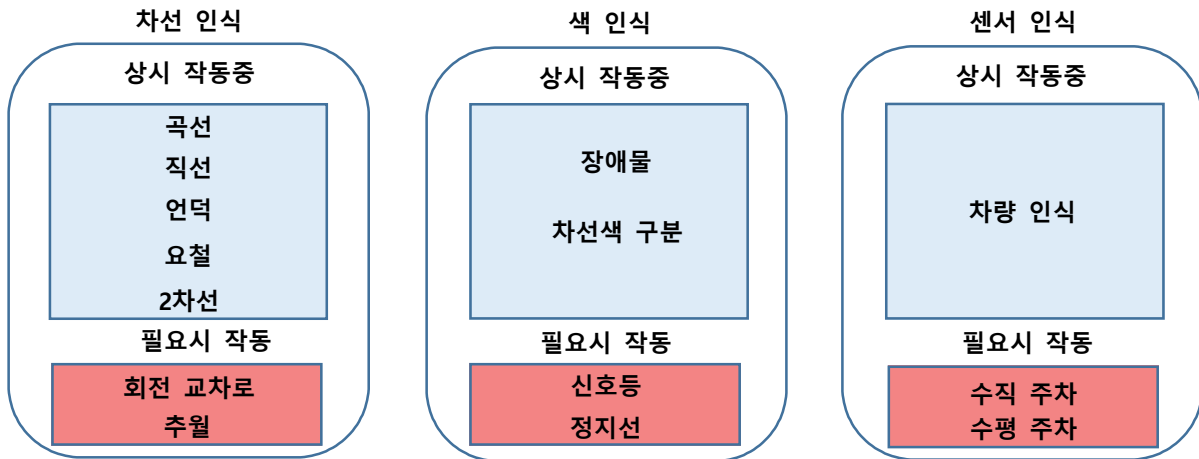 차선 인식
상시 작동중
곡선
직선
언덕
요철
2차선
필요시 작동
회전 교차로
추월
색 인식
상시 작동중
장애물
차선색 구분
필요시 작동
신호등
정지선
센서 인식
상시 작동중
차량 인식
필요시 작동
수직 주차
수평 주차